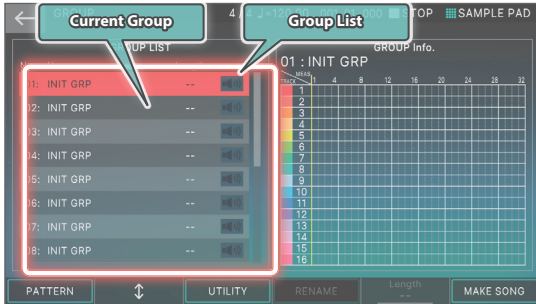 GROUP
4 / 4 ♩=120.00 001-01-000 STOP SAMPLE PAD
Current Group
Group List
GROUP LIST
GROUP Info.
01 : INIT GRP
MEAS.
TRACK
1 4 8 12 16 20 24 28 32
01: INIT GRP --
02: INIT GRP --
03: INIT GRP --
04: INIT GRP --
05: INIT GRP --
06: INIT GRP --
07: INIT GRP --
08: INIT GRP --
1
2
3
4
5
6
7
8
9
10
11
12
13
14
15
16
PATTERN
UTILITY
RENAME
Length
--
MAKE SONG